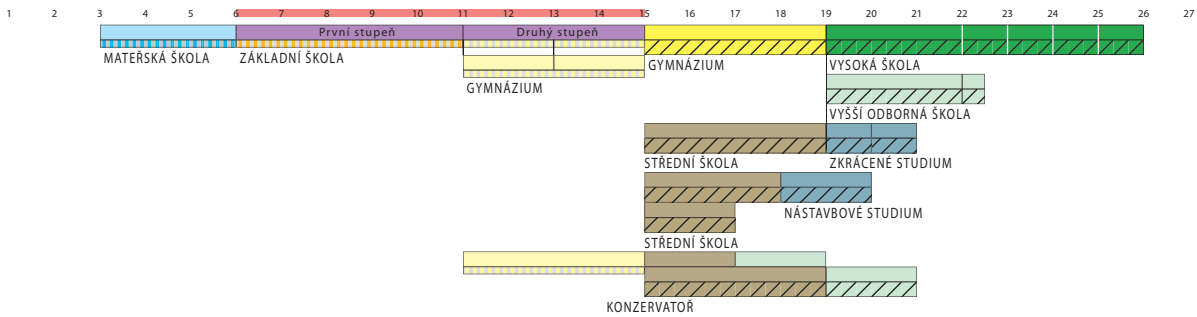 1 2 3 4 5 6 7 8 9 10 11 12 13 14 15 16 17 18 19 20 21 22 23 24 25 26 27
První stupeň Druhý stupeň
MATEŘSKÁ ŠKOLA ZÁKLADNÍ ŠKOLA GYMNÁZIUM VYSOKÁ ŠKOLA
GYMNÁZIUM
VYŠŠÍ ODBORNÁ ŠKOLA
STŘEDNÍ ŠKOLA ZKRÁCENÉ STUDIUM
NÁSTAVBOVÉ STUDIUM
STŘEDNÍ ŠKOLA
KONZERVATOŘ